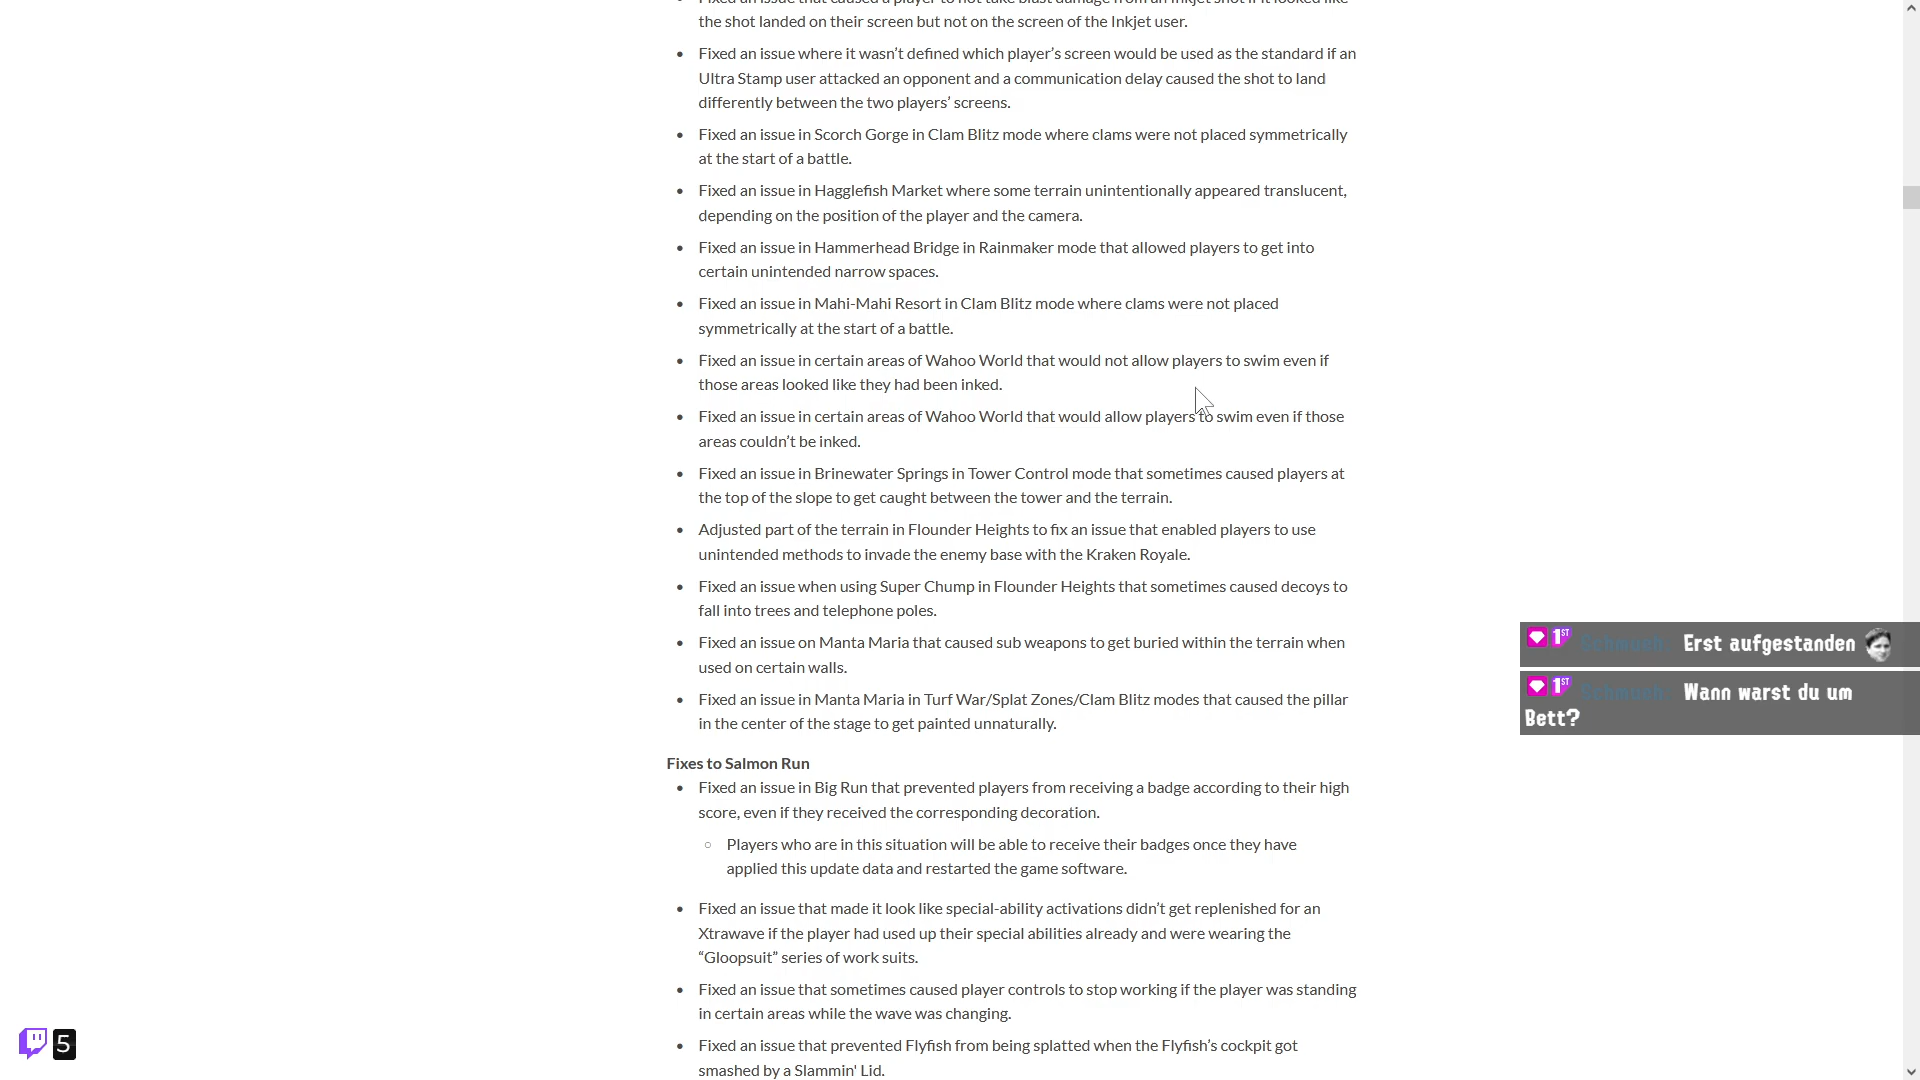 the shot landed on their screen but not on the screen of the Inkjet user.
Fixed an issue where it wasn’t defined which player’s screen would be used as the standard if an
Ultra Stamp user attacked an opponent and a communication delay caused the shot to land
differently between the two players’ screens.
Fixed an issue in Scorch Gorge in Clam Blitz mode where clams were not placed symmetrically
at the start of a battle.
Fixed an issue in Hagglefish Market where some terrain unintentionally appeared translucent,
depending on the position of the player and the camera.
Fixed an issue in Hammerhead Bridge in Rainmaker mode that allowed players to get into
certain unintended narrow spaces.
Fixed an issue in Mahi-Mahi Resort in Clam Blitz mode where clams were not placed
symmetrically at the start of a battle.
Fixed an issue in certain areas of Wahoo World that would not allow players to swim even if
those areas looked like they had been inked.
Fixed an issue in certain areas of Wahoo World that would allow players to swim even if those
areas couldn’t be inked.
Fixed an issue in Brinewater Springs in Tower Control mode that sometimes caused players at
the top of the slope to get caught between the tower and the terrain.
Adjusted part of the terrain in Flounder Heights to fix an issue that enabled players to use
unintended methods to invade the enemy base with the Kraken Royale.
Fixed an issue when using Super Chump in Flounder Heights that sometimes caused decoys to
fall into trees and telephone poles.
Fixed an issue on Manta Maria that caused sub weapons to get buried within the terrain when
used on certain walls.
Fixed an issue in Manta Maria in Turf War/Splat Zones/Clam Blitz modes that caused the pillar
in the center of the stage to get painted unnaturally.
Fixes to Salmon Run
Fixed an issue in Big Run that prevented players from receiving a badge according to their high
score, even if they received the corresponding decoration.
Players who are in this situation will be able to receive their badges once they have
applied this update data and restarted the game software.
Fixed an issue that made it look like special-ability activations didn’t get replenished for an
Xtrawave if the player had used up their special abilities already and were wearing the
“Gloopsuit” series of work suits.
Fixed an issue that sometimes caused player controls to stop working if the player was standing
in certain areas while the wave was changing.
Fixed an issue that prevented Flyfish from being splatted when the Flyfish’s cockpit got
smashed by a Slammin' Lid.
1ST Erst aufgestanden
1ST Wann warst du um
Bett?
5